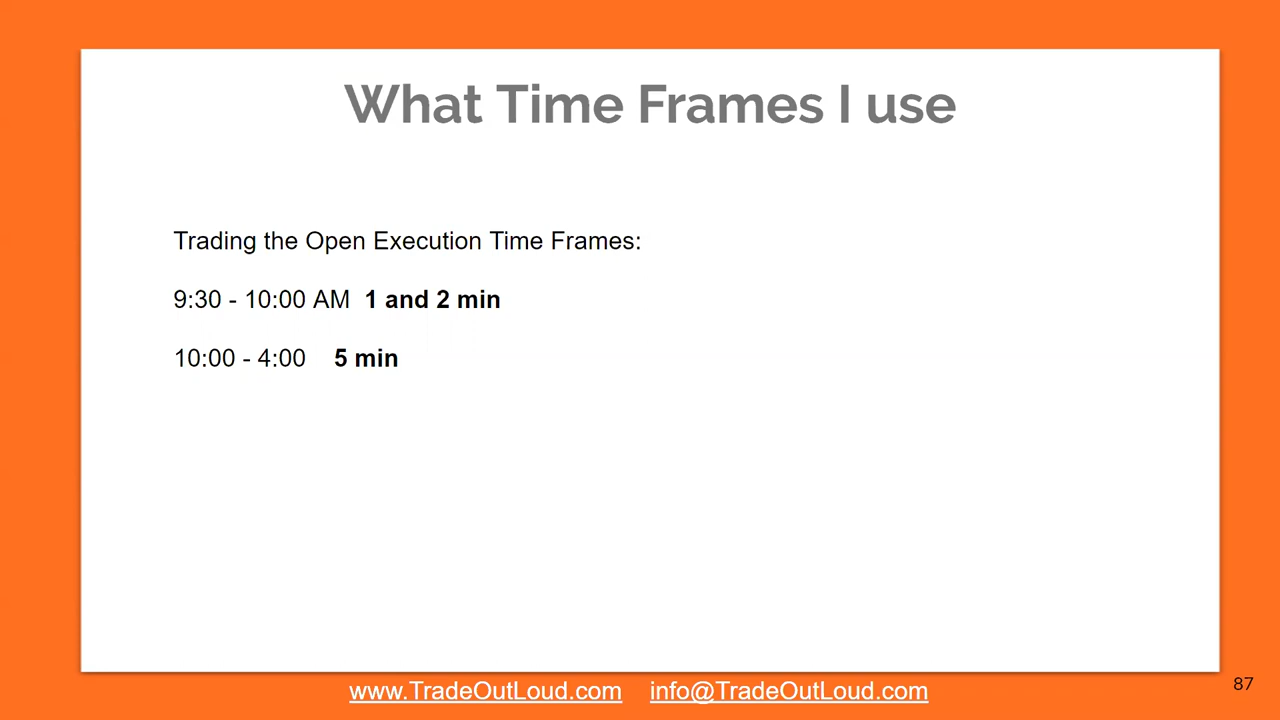 What Time Frames I use
Trading the Open Execution Time Frames:
9:30 - 10:00 AM 1 and 2 min
10:00 - 4:00 5 min
www.TradeOutLoud.com info@TradeOutLoud.com
87